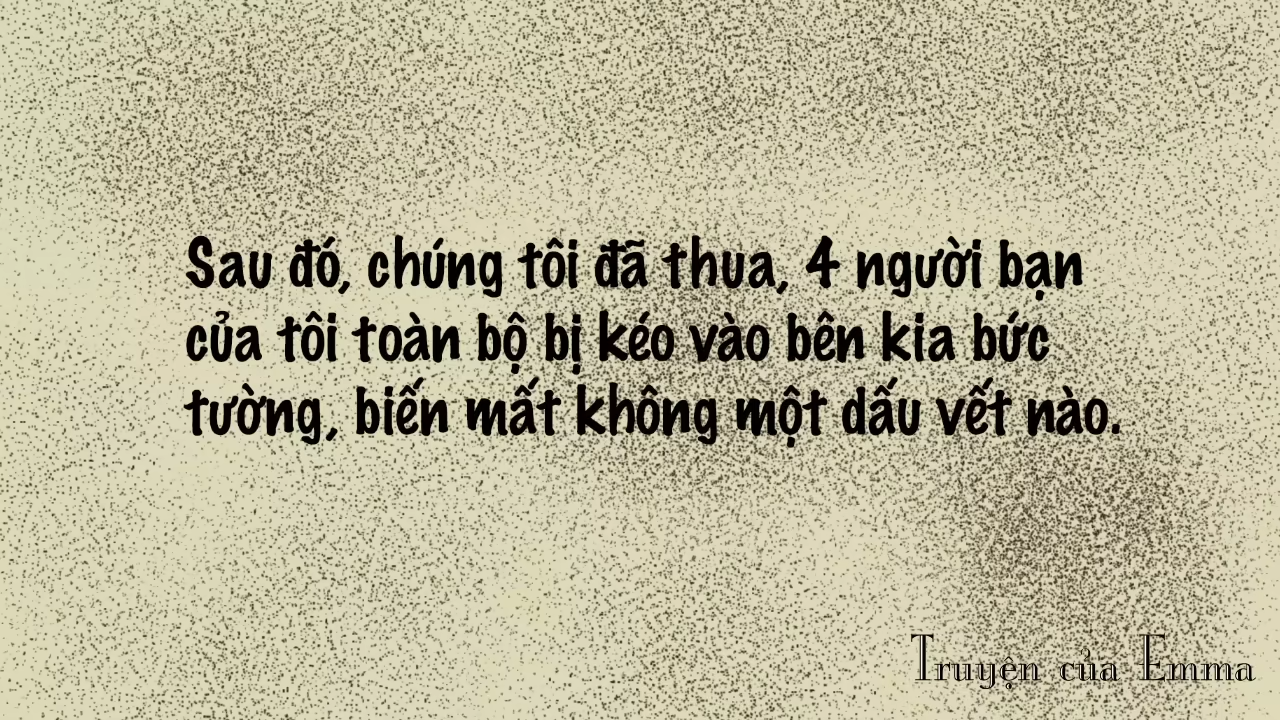 Sau đó, chúng tôi đã thua, 4 người bạn
của tôi toàn bộ bị kéo vào bên kia bức
tường, biến mất không một dấu vết nào.
Truyện của Emma